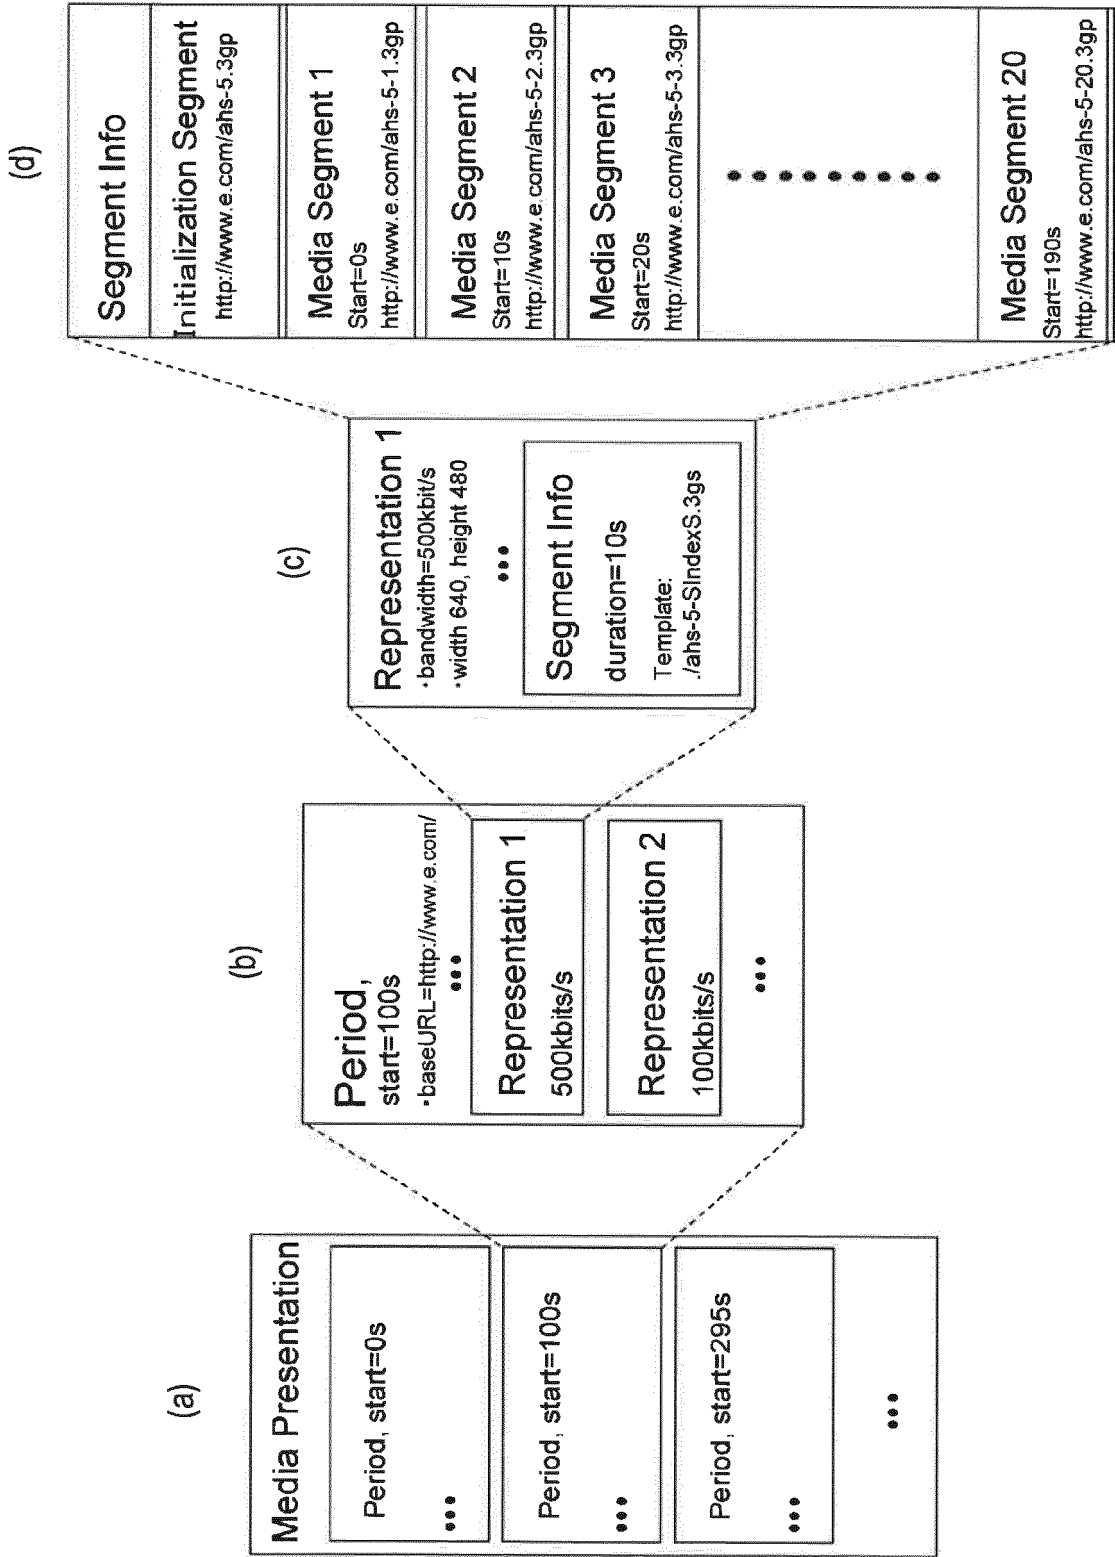 (a)
Media Presentation
Period, start=0s
•••
Period, start=100s
•••
Period, start=295s
•••
•••
(b)
Period,
start=100s
•baseURL=http://www.e.com/
•••
Representation 1
500kbit/s
Representation 2
100kbits/s
•••
(c)
Representation 1
•bandwidth=500kbit/s
•width 640, height 480
•••
Segment Info
duration=10s
Template:
./ahs-5-SIndexS.3gs
(d)
Segment Info
Initialization Segment
http://www.e.com/ahs-5.3gp
Media Segment 1
Start=0s
http://www.e.com/ahs-5-1.3gp
Media Segment 2
Start=10s
http://www.e.com/ahs-5-2.3gp
Media Segment 3
Start=20s
http://www.e.com/ahs-5-3.3gp
Media Segment 20
Start=190s
http://www.e.com/ahs-5-20.3gp